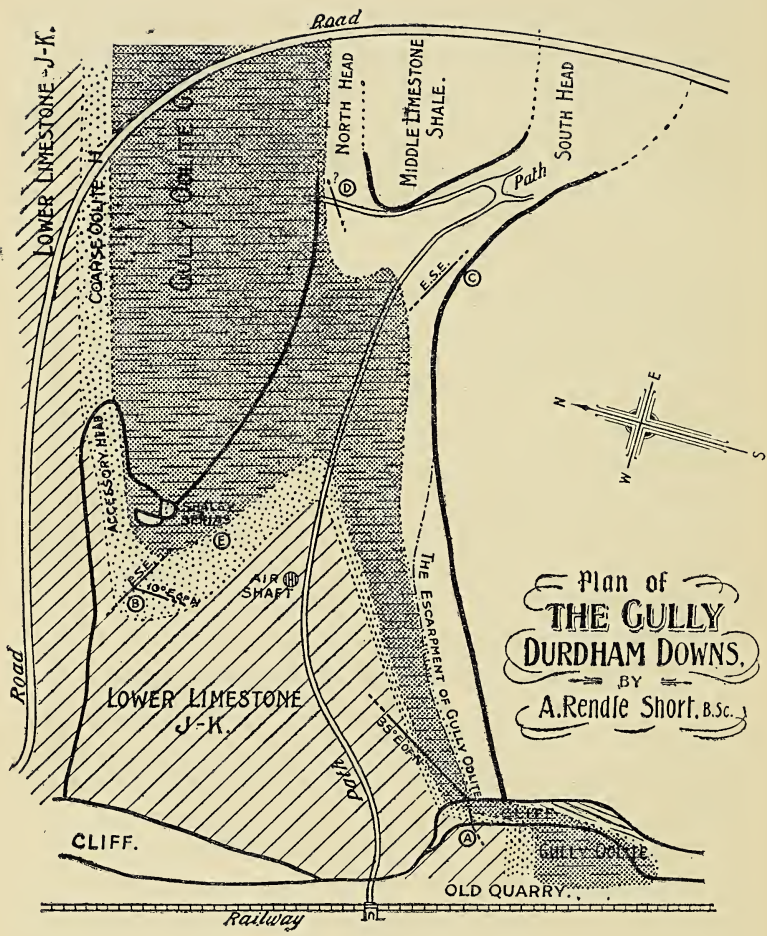 Road
LOWER LIMESTONE J-K.
COARSE OOLITE H
GULLY OOLITE G
NORTH HEAD
MIDDLE LIMESTONE
SHALE.
SOUTH HEAD
?
D
Path
E.S.E.
C
N
E
W
S
ACCESSORY HEAD
SHALEY
SERIES
E
E.S.E.
10° E. OF N
B
AIR
SHAFT
THE ESCARPMENT OF GULLY OOLITE
Plan of
THE GULLY
DURDHAM DOWNS,
BY
A. Rendle Short, B.Sc.
Road
LOWER LIMESTONE
J-K.
35° E. OF N
Path
CLIFF.
CLIFF
A
GULLY OOLITE
OLD QUARRY.
Railway